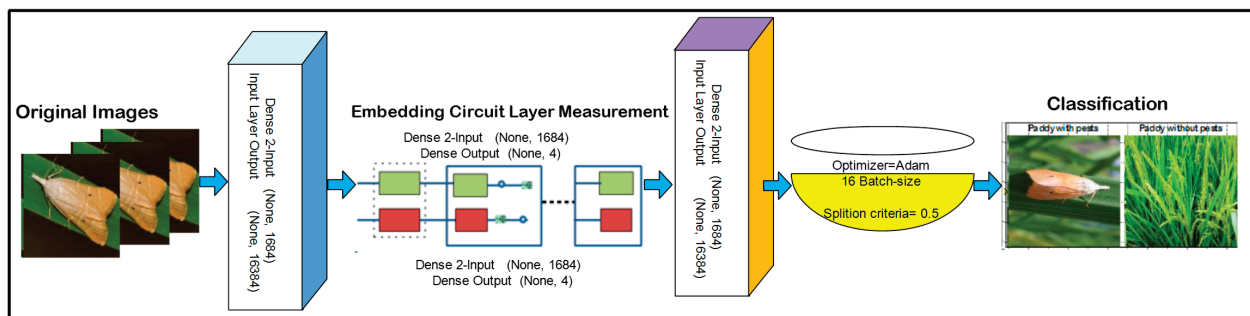 Original Images
Dense 2-Input (None, 1684)
Input Layer Output (None, 16384)
Embedding Circuit Layer Measurement
Dense 2-Input (None, 1684)
Dense Output (None, 4)
Dense 2-Input (None, 1684)
Dense Output (None, 4)
Dense 2-Input (None, 1684)
Input Layer Output (None, 16384)
Optimizer=Adam
16 Batch-size
Splition criteria= 0.5
Classification
Paddy with pests
Paddy without pests